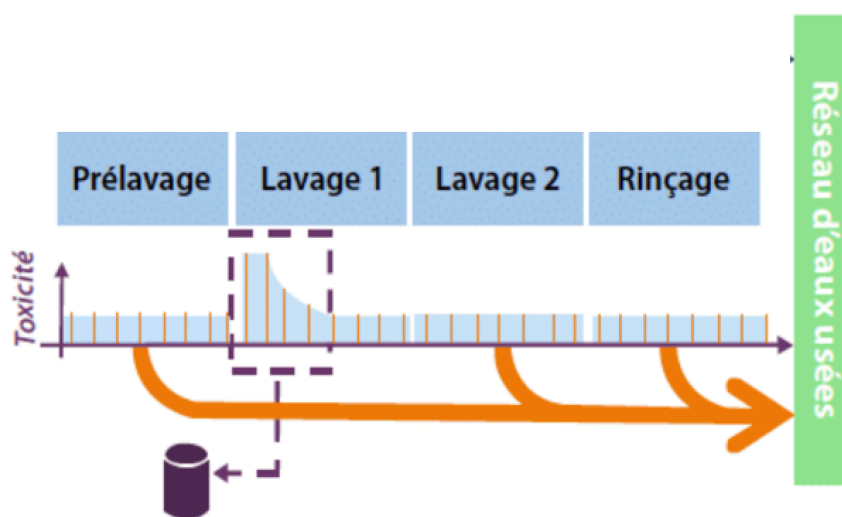 Prélavage
Lavage 1
Lavage 2
Rinçage
Toxicité
Réseau d'eaux usées